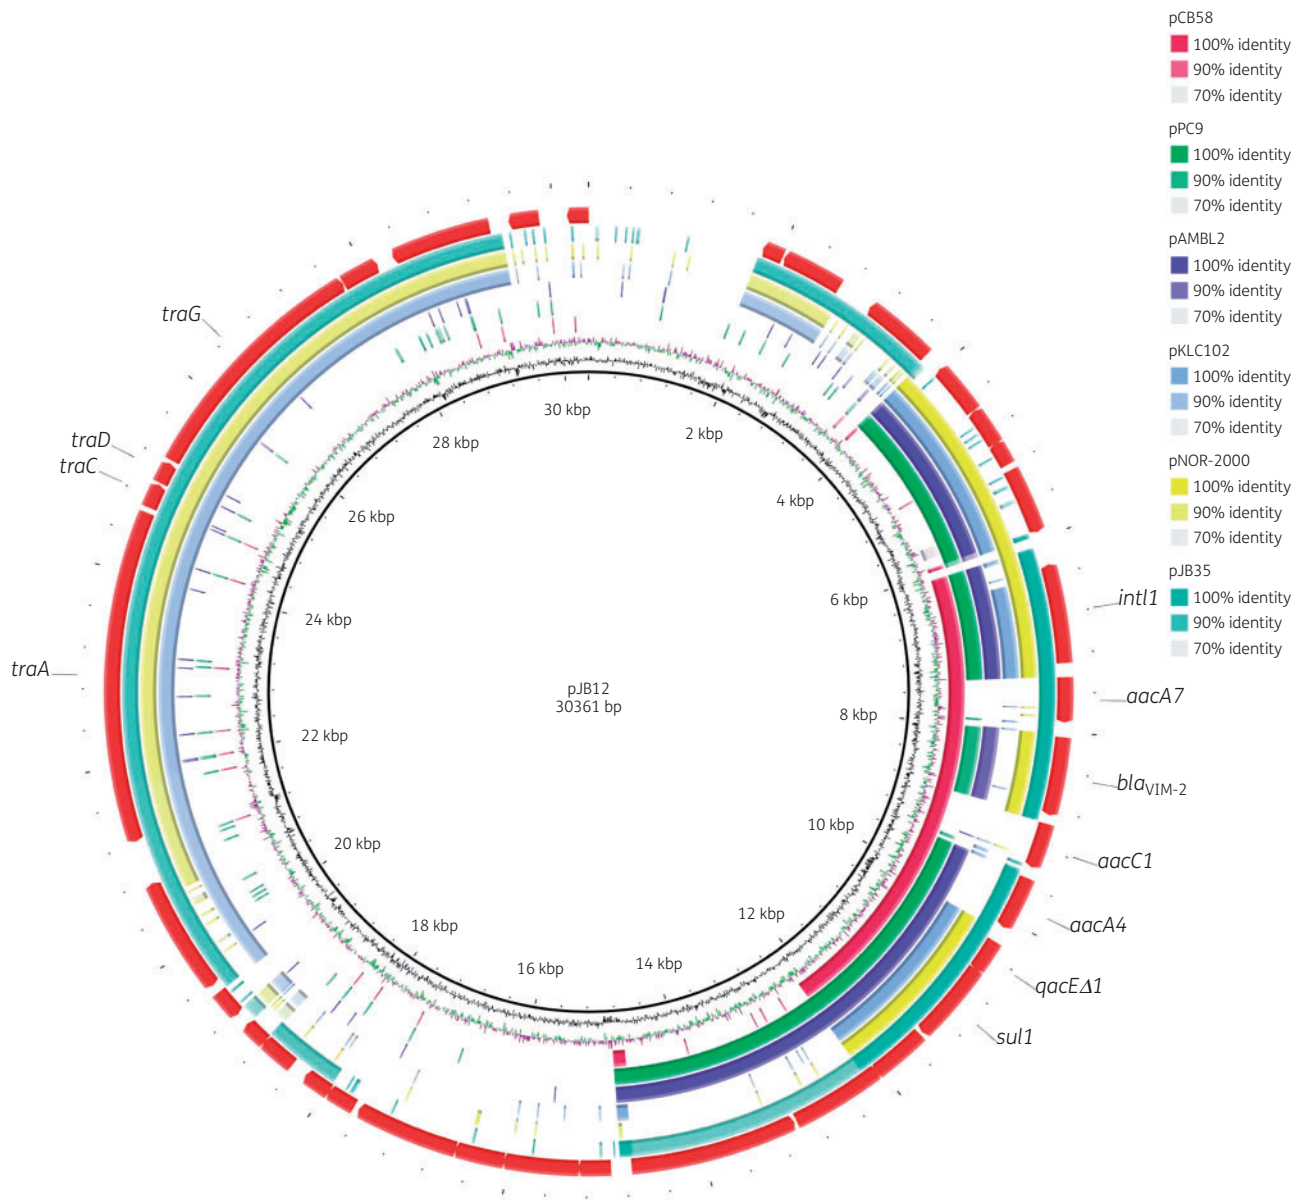 pCB58
100% identity
90% identity
70% identity
pPC9
100% identity
90% identity
70% identity
pAMBL2
100% identity
90% identity
70% identity
pKLC102
100% identity
90% identity
70% identity
pNOR-2000
100% identity
90% identity
70% identity
pJB35
100% identity
90% identity
70% identity
traG
traD
traC
traA
intI1
aacA7
blaVIM-2
aacC1
aacA4
qacEΔ1
sul1
30 kbp
2 kbp
4 kbp
6 kbp
8 kbp
10 kbp
12 kbp
14 kbp
16 kbp
18 kbp
20 kbp
22 kbp
24 kbp
26 kbp
28 kbp
pJB12
30361 bp